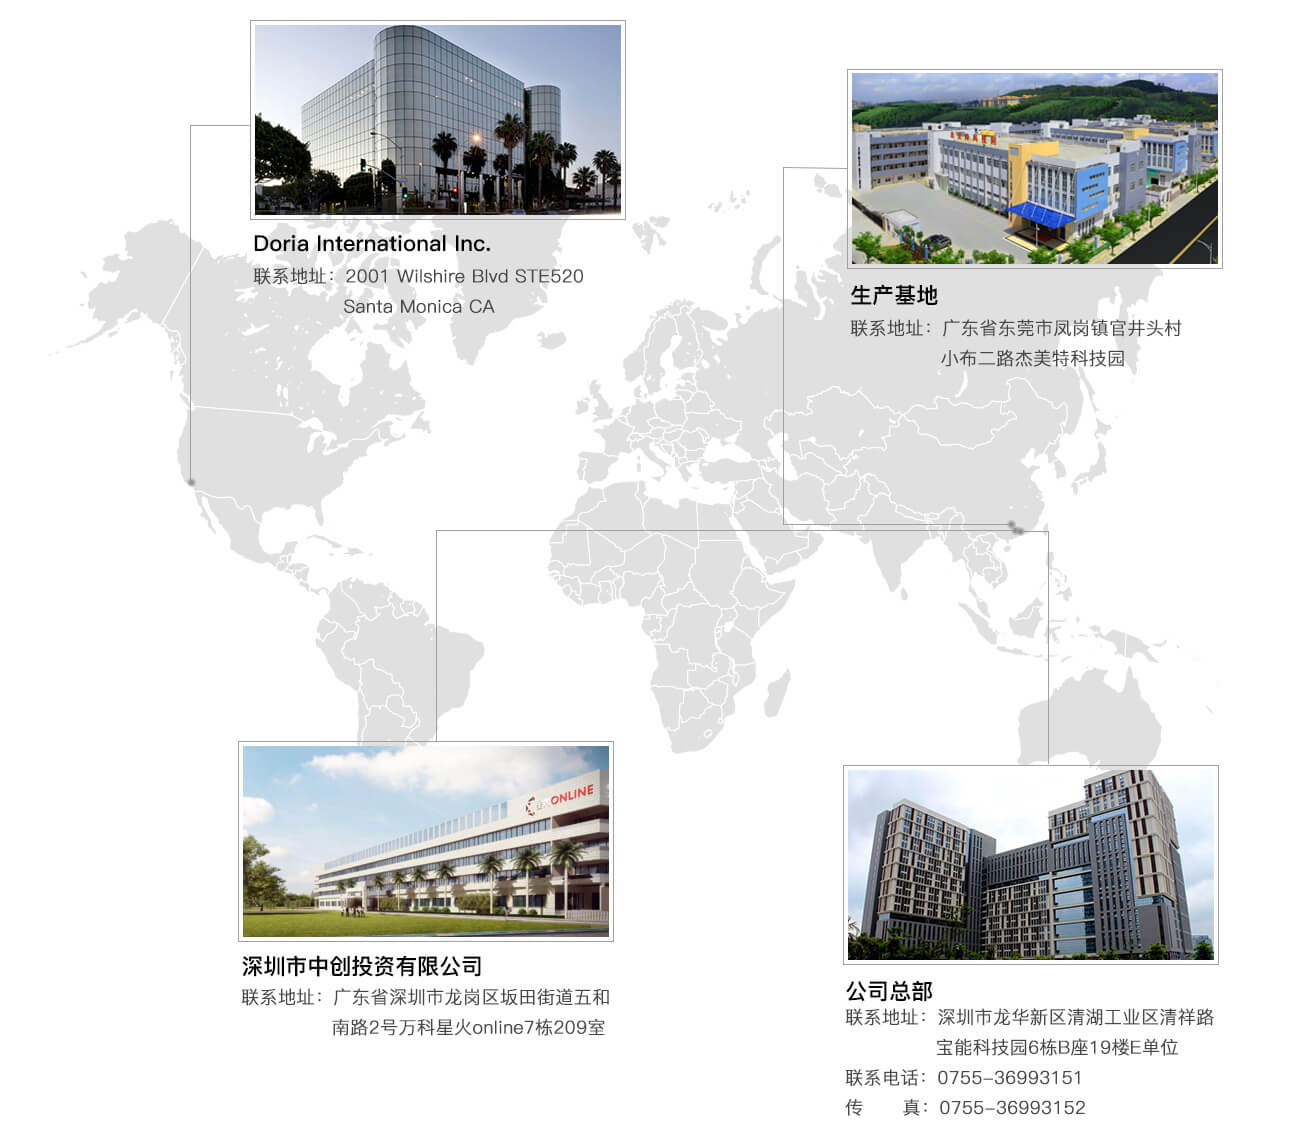 Doria International Inc.
联系地址：2001 Wilshire Blvd STE520
Santa Monica CA
生产基地
联系地址：广东省东莞市凤岗镇官井头村
小布二路杰美特科技园
ONLINE
深圳市中创投资有限公司
联系地址：广东省深圳市龙岗区坂田街道五和
南路2号万科星火online7栋209室
公司总部
联系地址：深圳市龙华新区清湖工业区清祥路
宝能科技园6栋B座19楼E单位
联系电话：0755-36993151
传 真：0755-36993152